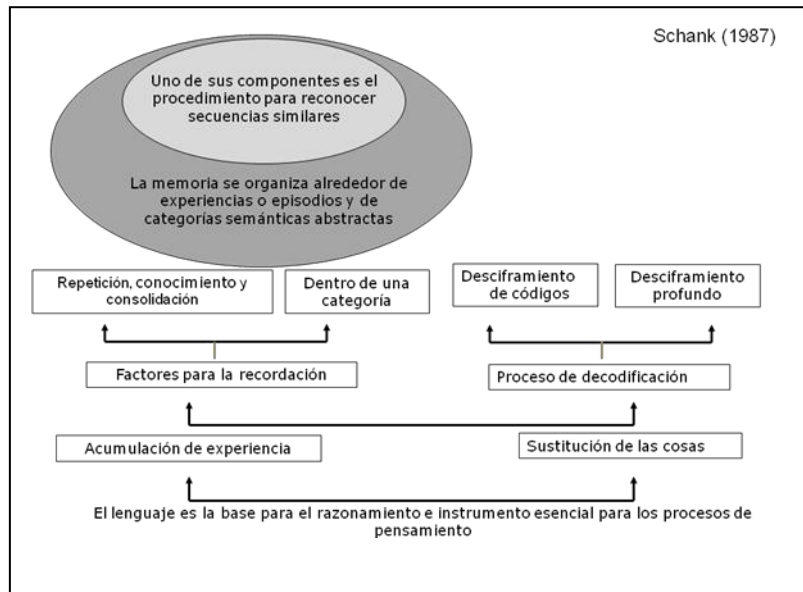 Schank (1987)
Uno de sus componentes es el
procedimiento para reconocer
secuencias similares
La memoria se organiza alrededor de
experiencias o episodios y de
categorías semánticas abstractas
Repetición, conocimiento y
consolidación
Dentro de una
categoría
Desciframiento
de códigos
Desciframiento
profundo
Factores para la recordación
Proceso de decodificación
Acumulación de experiencia
Sustitución de las cosas
El lenguaje es la base para el razonamiento e instrumento esencial para los procesos de
pensamiento